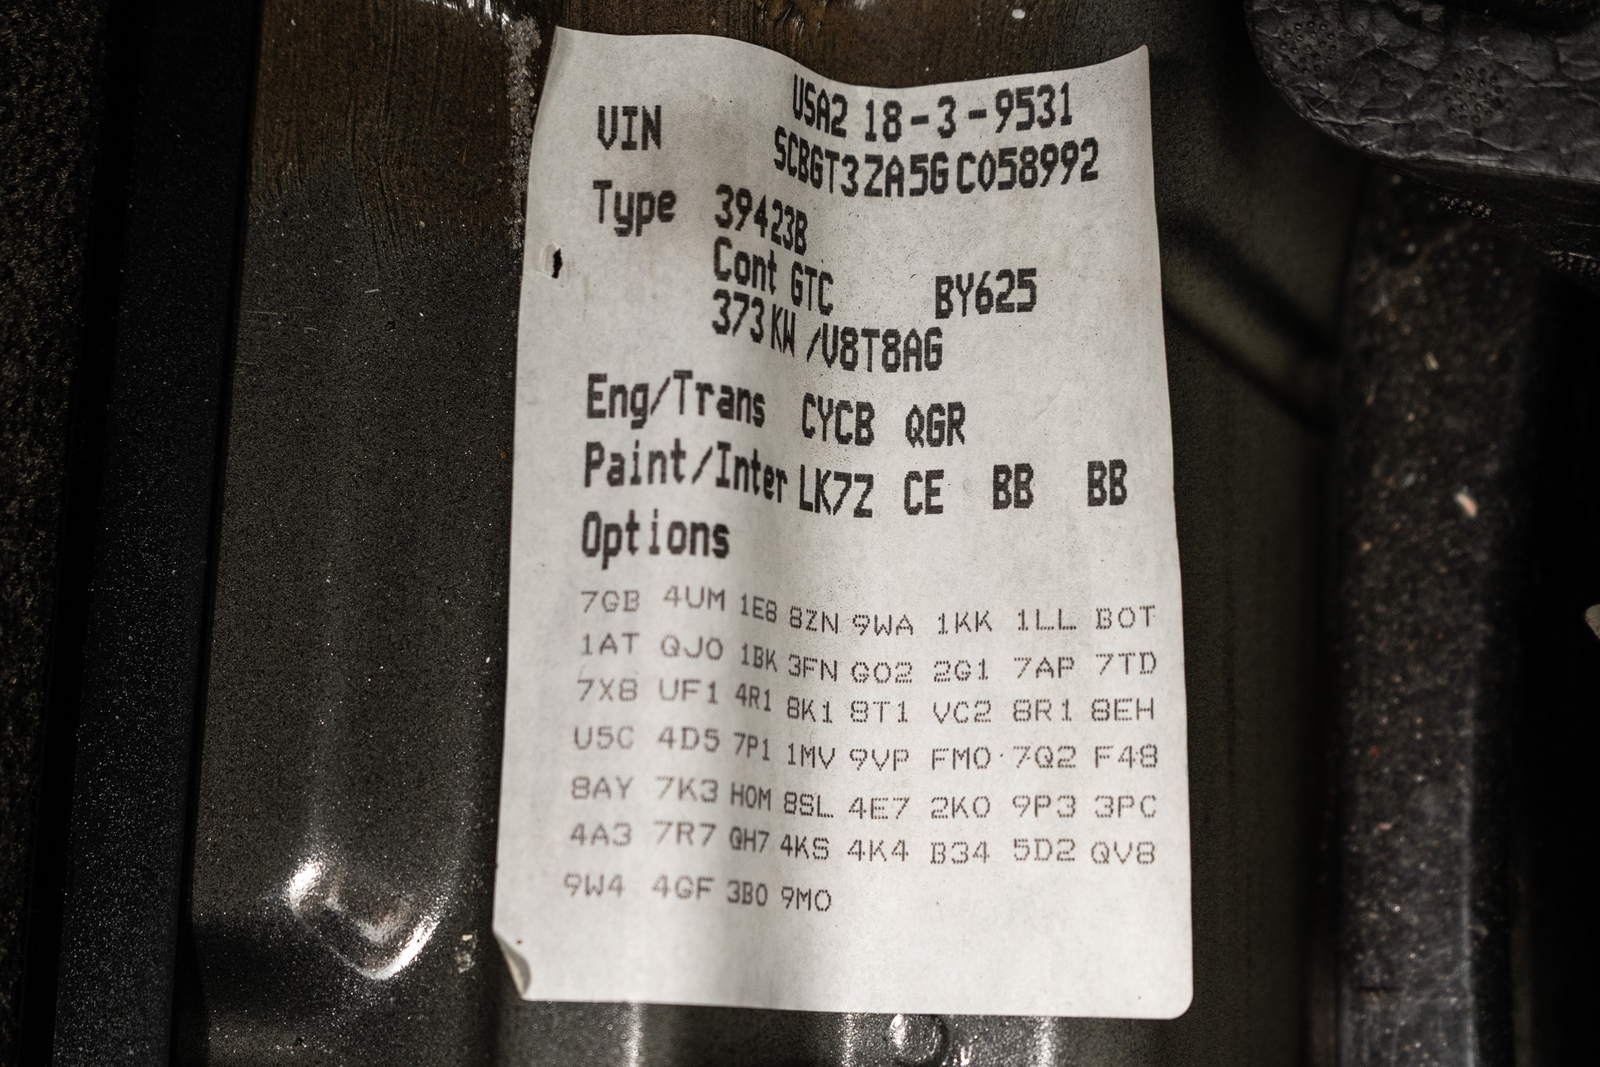 USA2 18-3-9531
VIN SCBGT3ZA5GC058992
Type 39423B
Cont GTC BY625
373KW /V8T8AG
Eng/Trans CYCB QGR
Paint/Inter LK7Z CE BB BB
Options
7GB 4UM 1E8 8ZN 9WA 1KK 1LL B0T
1AT QJ0 1BK 3FN G02 2G1 7AP 7TD
7X8 UF1 4R1 8K1 8T1 VC2 8R1 8EH
U5C 4D5 7P1 1MV 9VP FM0 7Q2 F48
8AY 7K3 H0M 8SL 4E7 2K0 9P3 3PC
4A3 7R7 QH7 4KS 4K4 B34 5D2 QV8
9W4 4GF 3B0 9M0